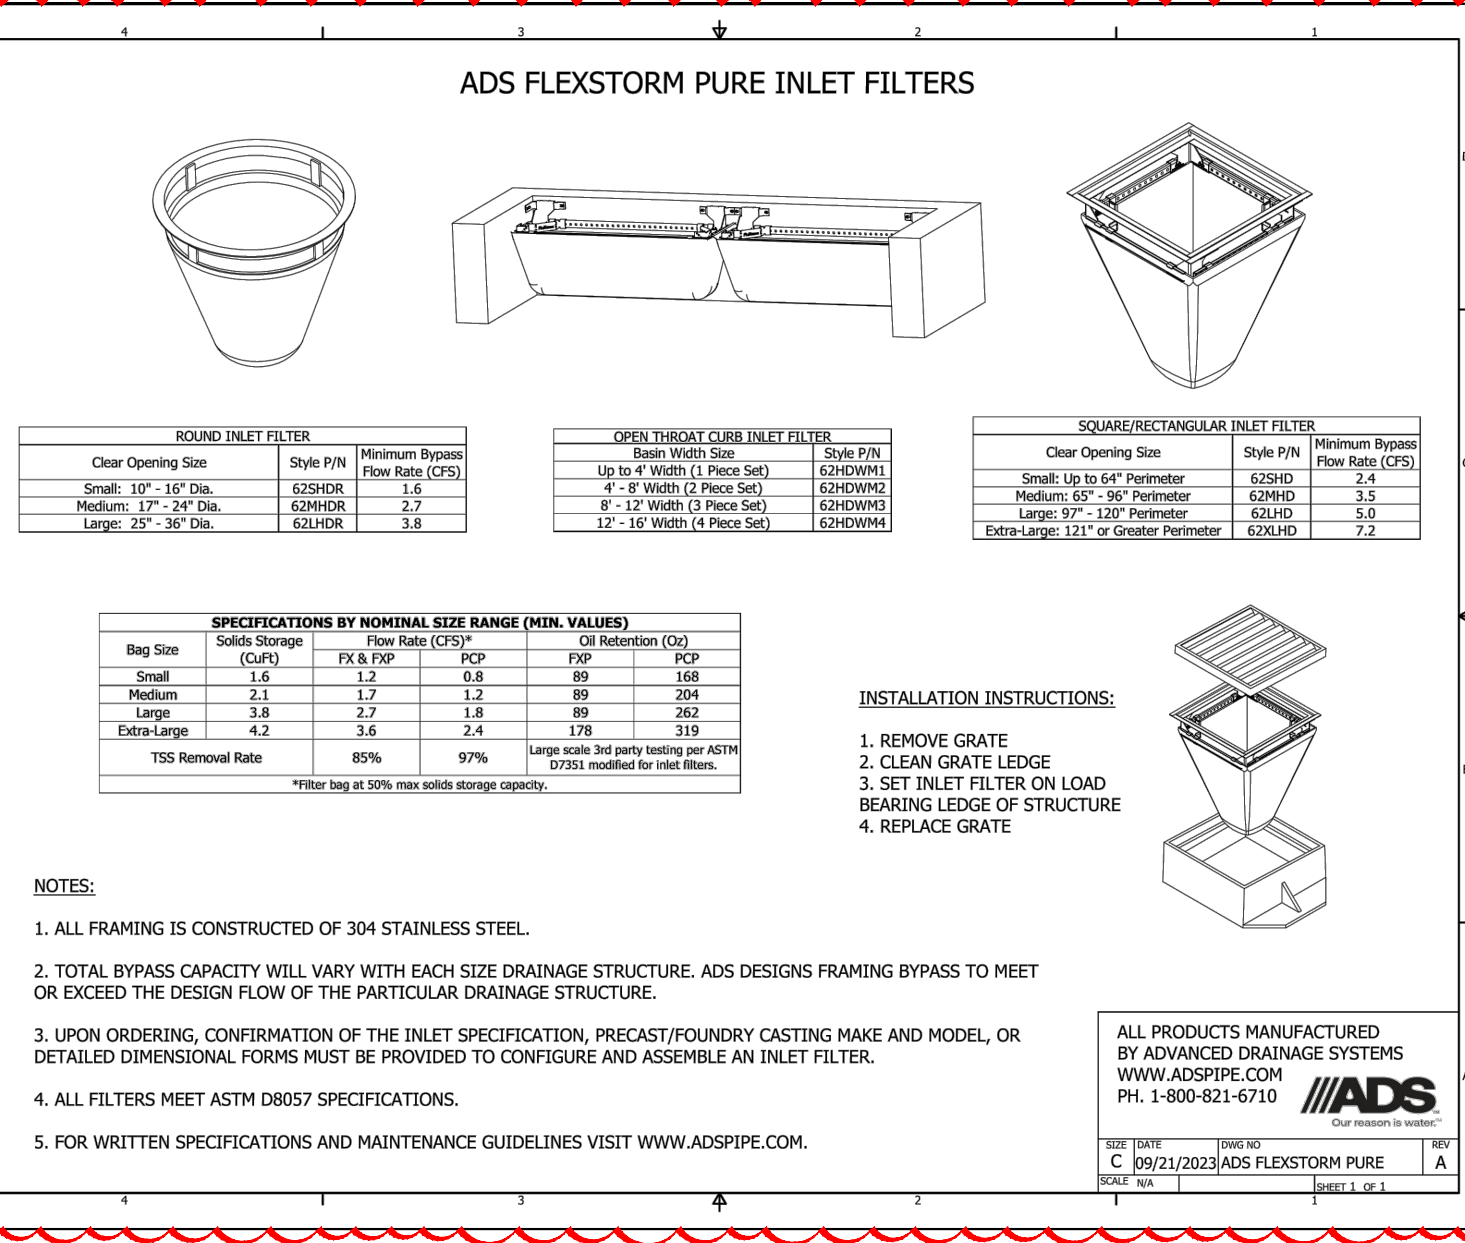 4 3 2 1
ADS FLEXSTORM PURE INLET FILTERS
ROUND INLET FILTER
Clear Opening Size Style P/N Minimum Bypass Flow Rate (CFS)
Small: 10" - 16" Dia. 62SHDR 1.6
Medium: 17" - 24" Dia. 62MHDR 2.7
Large: 25" - 36" Dia. 62LHDR 3.8
OPEN THROAT CURB INLET FILTER
Basin Width Size Style P/N
Up to 4' Width (1 Piece Set) 62HDWM1
4' - 8' Width (2 Piece Set) 62HDWM2
8' - 12' Width (3 Piece Set) 62HDWM3
12' - 16' Width (4 Piece Set) 62HDWM4
SQUARE/RECTANGULAR INLET FILTER
Clear Opening Size Style P/N Minimum Bypass Flow Rate (CFS)
Small: Up to 64" Perimeter 62SHD 2.4
Medium: 65" - 96" Perimeter 62MHD 3.5
Large: 97" - 120" Perimeter 62LHD 5.0
Extra-Large: 121" or Greater Perimeter 62XLHD 7.2
SPECIFICATIONS BY NOMINAL SIZE RANGE (MIN. VALUES)
Bag Size Solids Storage (CuFt) Flow Rate (CFS)* Oil Retention (Oz)
FX & FXP PCP FXP PCP
Small 1.6 1.2 0.8 89 168
Medium 2.1 1.7 1.2 89 204
Large 3.8 2.7 1.8 89 262
Extra-Large 4.2 3.6 2.4 178 319
TSS Removal Rate 85% 97% Large scale 3rd party testing per ASTM
D7351 modified for inlet filters.
*Filter bag at 50% max solids storage capacity.
INSTALLATION INSTRUCTIONS:
1. REMOVE GRATE
2. CLEAN GRATE LEDGE
3. SET INLET FILTER ON LOAD
BEARING LEDGE OF STRUCTURE
4. REPLACE GRATE
NOTES:
1. ALL FRAMING IS CONSTRUCTED OF 304 STAINLESS STEEL.
2. TOTAL BYPASS CAPACITY WILL VARY WITH EACH SIZE DRAINAGE STRUCTURE. ADS DESIGNS FRAMING BYPASS TO MEET
OR EXCEED THE DESIGN FLOW OF THE PARTICULAR DRAINAGE STRUCTURE.
3. UPON ORDERING, CONFIRMATION OF THE INLET SPECIFICATION, PRECAST/FOUNDRY CASTING MAKE AND MODEL, OR
DETAILED DIMENSIONAL FORMS MUST BE PROVIDED TO CONFIGURE AND ASSEMBLE AN INLET FILTER.
4. ALL FILTERS MEET ASTM D8057 SPECIFICATIONS.
5. FOR WRITTEN SPECIFICATIONS AND MAINTENANCE GUIDELINES VISIT WWW.ADSPIPE.COM.
ALL PRODUCTS MANUFACTURED
BY ADVANCED DRAINAGE SYSTEMS
WWW.ADSPIPE.COM
PH. 1-800-821-6710
ADS
Our reason is water.™
SIZE DATE DWG NO REV
C 09/21/2023 ADS FLEXSTORM PURE A
SCALE N/A SHEET 1 OF 1
4 3 2 1